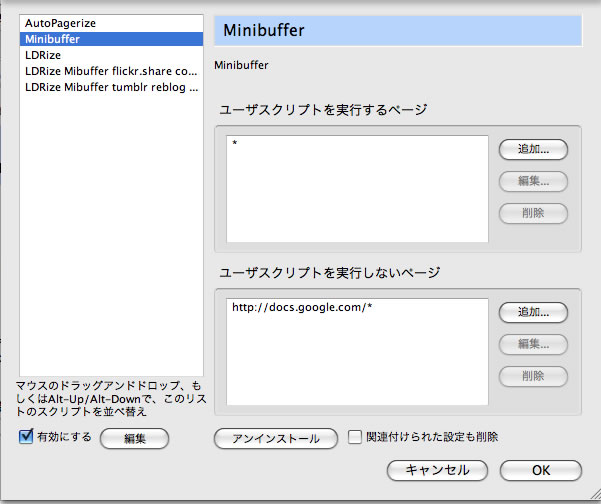 AutoPagerize
Minibuffer
LDRize
LDRize Mibuffer flickr.share co...
LDRize Mibuffer tumblr reblog ...
マウスのドラッグアンドドロップ、も
しくはAlt-Up/Alt-Downで、このリス
トのスクリプトを並べ替え
有効にする
編集
Minibuffer
Minibuffer
ユーザスクリプトを実行するページ
*
追加...
編集...
削除
ユーザスクリプトを実行しないページ
http://docs.google.com/*
追加...
編集...
削除
アンインストール
関連付けられた設定も削除
キャンセル
OK